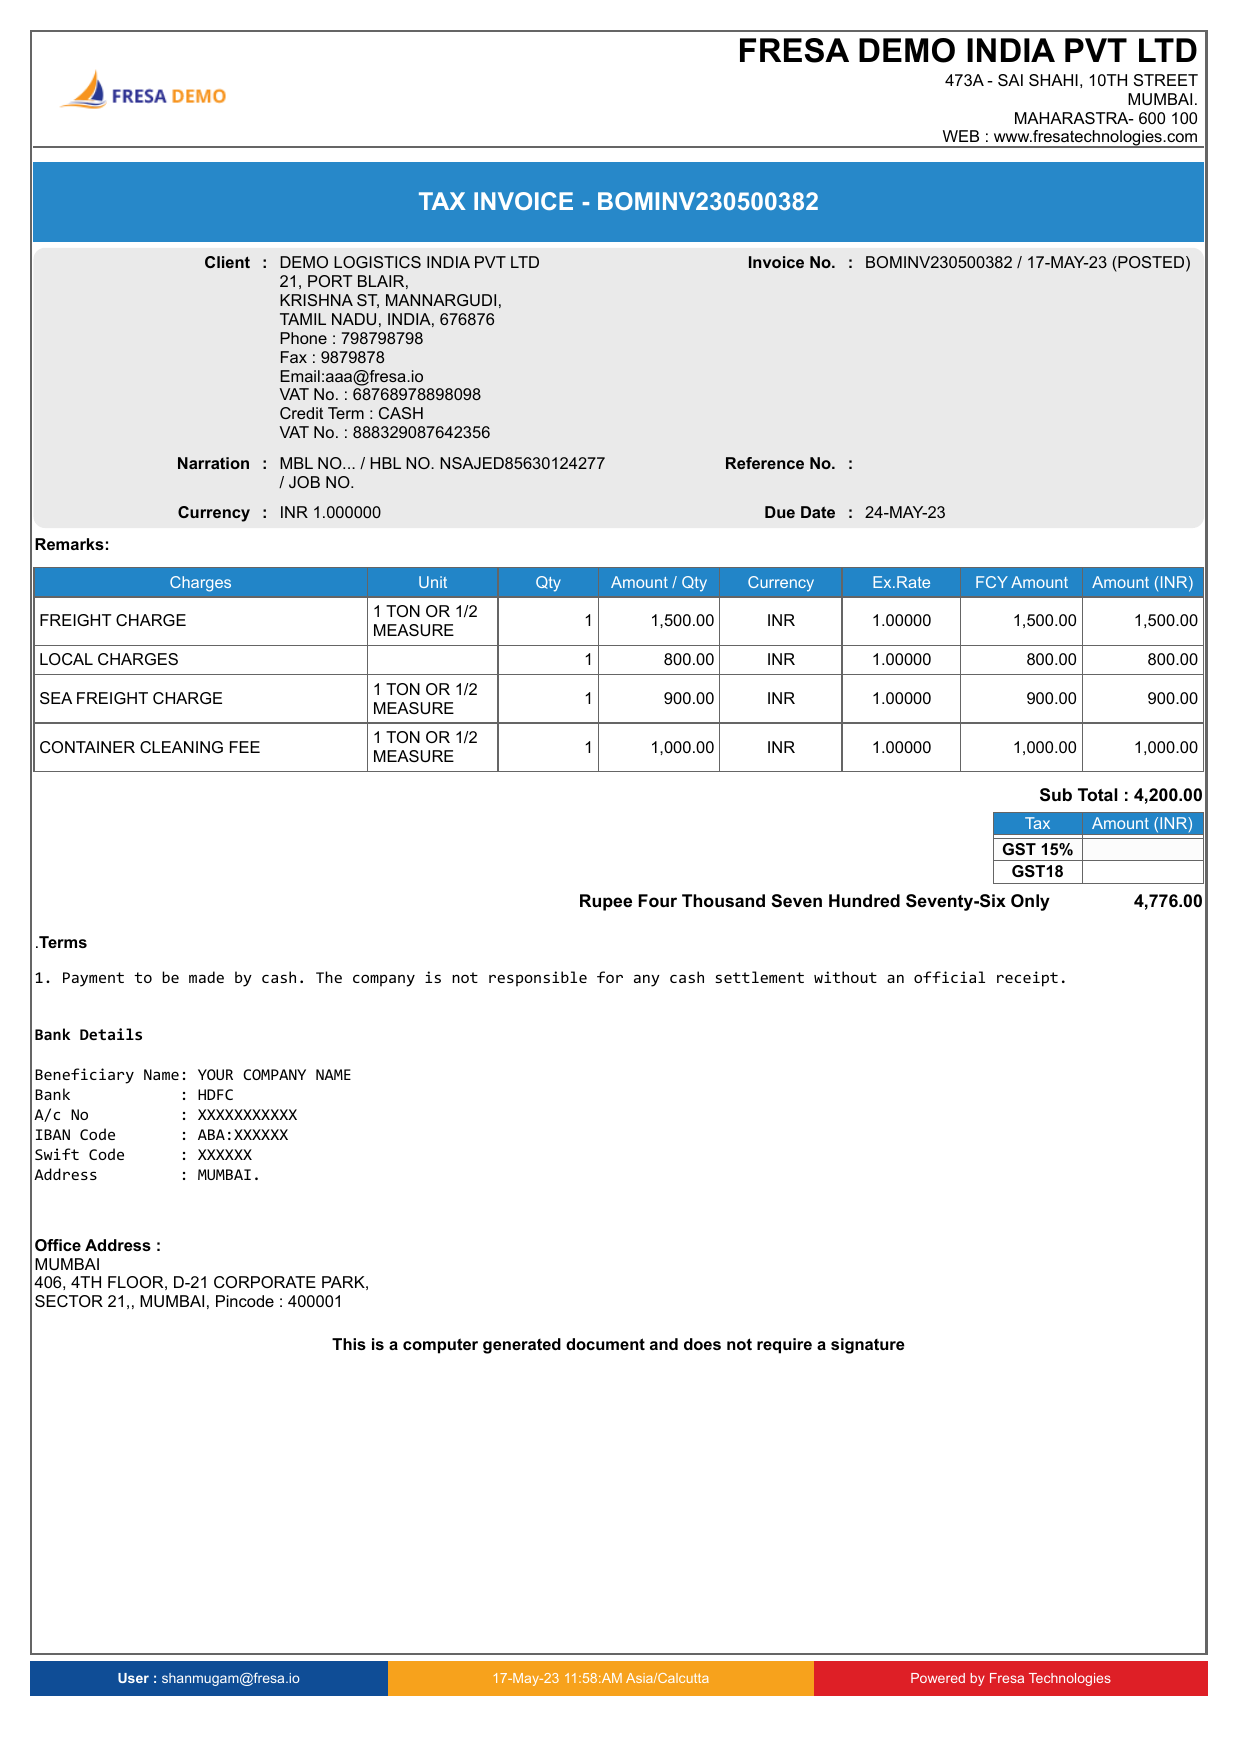 FRESA DEMO
FRESA DEMO INDIA PVT LTD
473A - SAI SHAHI, 10TH STREET
MUMBAI.
MAHARASTRA- 600 100
WEB : www.fresatechnologies.com
TAX INVOICE - BOMINV230500382
Client : DEMO LOGISTICS INDIA PVT LTD Invoice No. : BOMINV230500382 / 17-MAY-23 (POSTED)
21, PORT BLAIR,
KRISHNA ST, MANNARGUDI,
TAMIL NADU, INDIA, 676876
Phone : 798798798
Fax : 9879878
Email:aaa@fresa.io
VAT No. : 68768978898098
Credit Term : CASH
VAT No. : 888329087642356
Narration : MBL NO... / HBL NO. NSAJED85630124277 Reference No. :
/ JOB NO.
Currency : INR 1.000000 Due Date : 24-MAY-23
Remarks:
Charges Unit Qty Amount / Qty Currency Ex.Rate FCY Amount Amount (INR)
FREIGHT CHARGE 1 TON OR 1/2 MEASURE 1 1,500.00 INR 1.00000 1,500.00 1,500.00
LOCAL CHARGES 1 800.00 INR 1.00000 800.00 800.00
SEA FREIGHT CHARGE 1 TON OR 1/2 MEASURE 1 900.00 INR 1.00000 900.00 900.00
CONTAINER CLEANING FEE 1 TON OR 1/2 MEASURE 1 1,000.00 INR 1.00000 1,000.00 1,000.00
Sub Total : 4,200.00
Tax Amount (INR)
GST 15%
GST18
Rupee Four Thousand Seven Hundred Seventy-Six Only 4,776.00
.Terms
1. Payment to be made by cash. The company is not responsible for any cash settlement without an official receipt.
Bank Details
Beneficiary Name: YOUR COMPANY NAME
Bank : HDFC
A/c No : XXXXXXXXXXX
IBAN Code : ABA:XXXXXX
Swift Code : XXXXXX
Address : MUMBAI.
Office Address :
MUMBAI
406, 4TH FLOOR, D-21 CORPORATE PARK,
SECTOR 21,, MUMBAI, Pincode : 400001
This is a computer generated document and does not require a signature
User : shanmugam@fresa.io 17-May-23 11:58:AM Asia/Calcutta Powered by Fresa Technologies